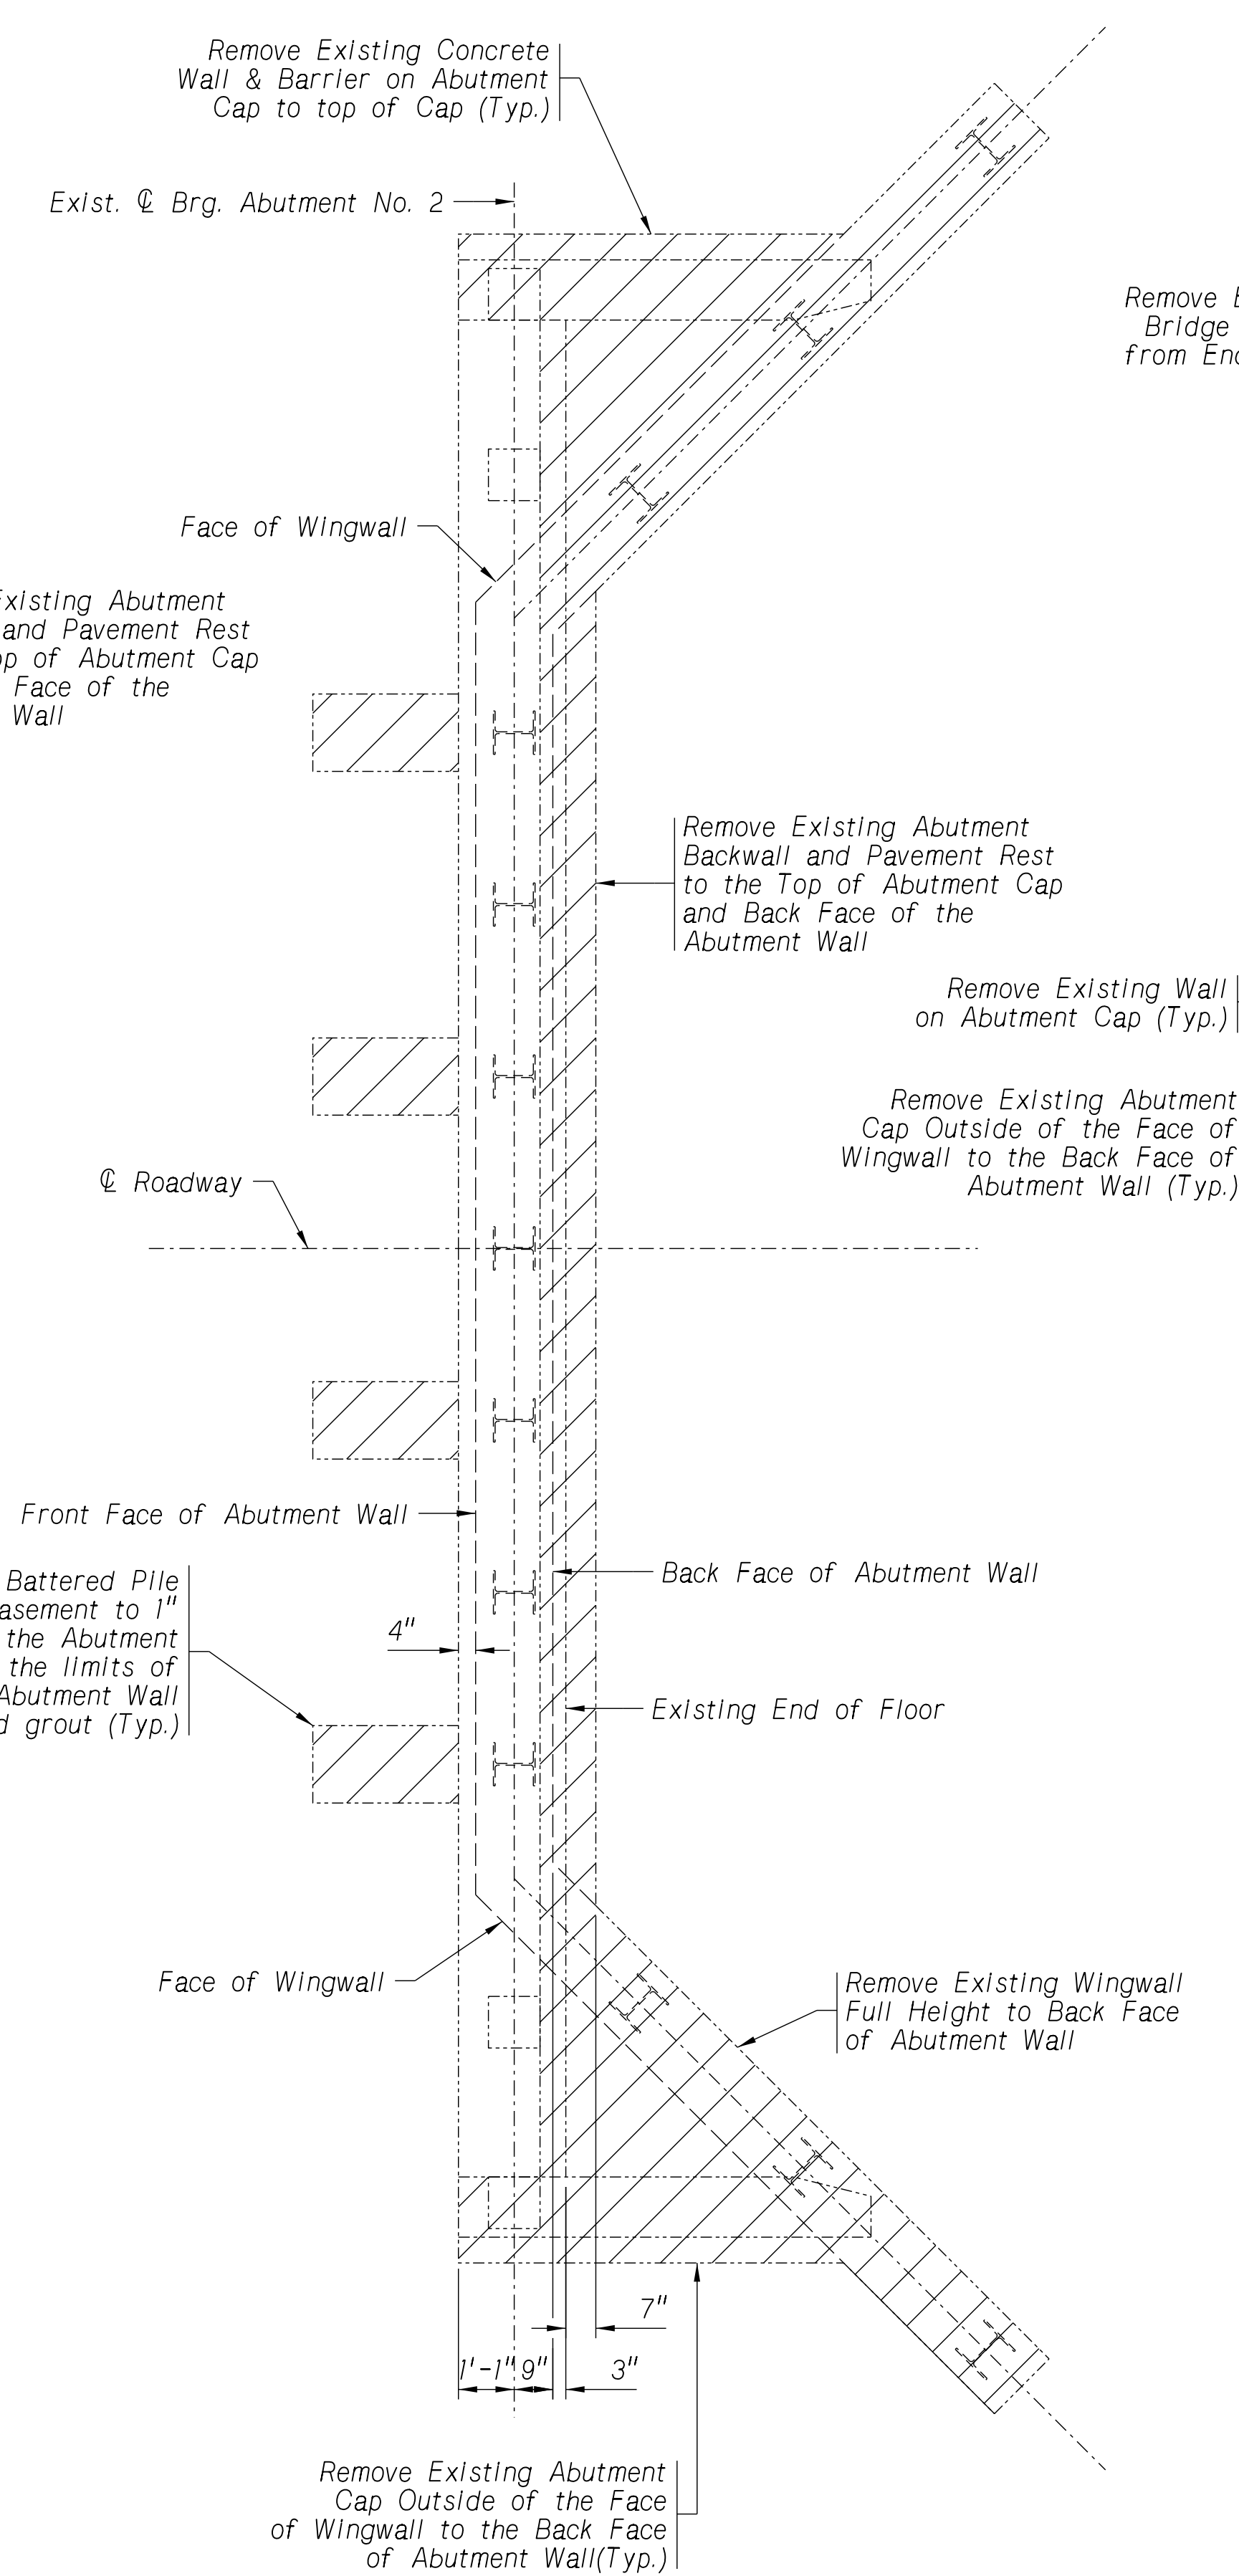 Remove Existing Concrete
Wall & Barrier on Abutment
Cap to top of Cap (Typ.)
Exist. ℄ Brg. Abutment No. 2
Remove
Bridge
from
Face of Wingwall
Existing Abutment
and Pavement Rest
of Abutment Cap
Face of the
Wall
Remove Existing Abutment
Backwall and Pavement Rest
to the Top of Abutment Cap
and Back Face of the
Abutment Wall
Remove Existing Wall
on Abutment Cap (Typ.)
Remove Existing Abutment
Cap Outside of the Face of
Wingwall to the Back Face of
Abutment Wall (Typ.)
℄ Roadway
Front Face of Abutment Wall
Battered Pile
to 1"
the Abutment
the limits of
Abutment Wall
grout (Typ.)
Back Face of Abutment Wall
4"
Existing End of Floor
Face of Wingwall
Remove Existing Wingwall
Full Height to Back Face
of Abutment Wall
7"
1'-1" 9" 3"
Remove Existing Abutment
Cap Outside of the Face
of Wingwall to the Back Face
of Abutment Wall(Typ.)